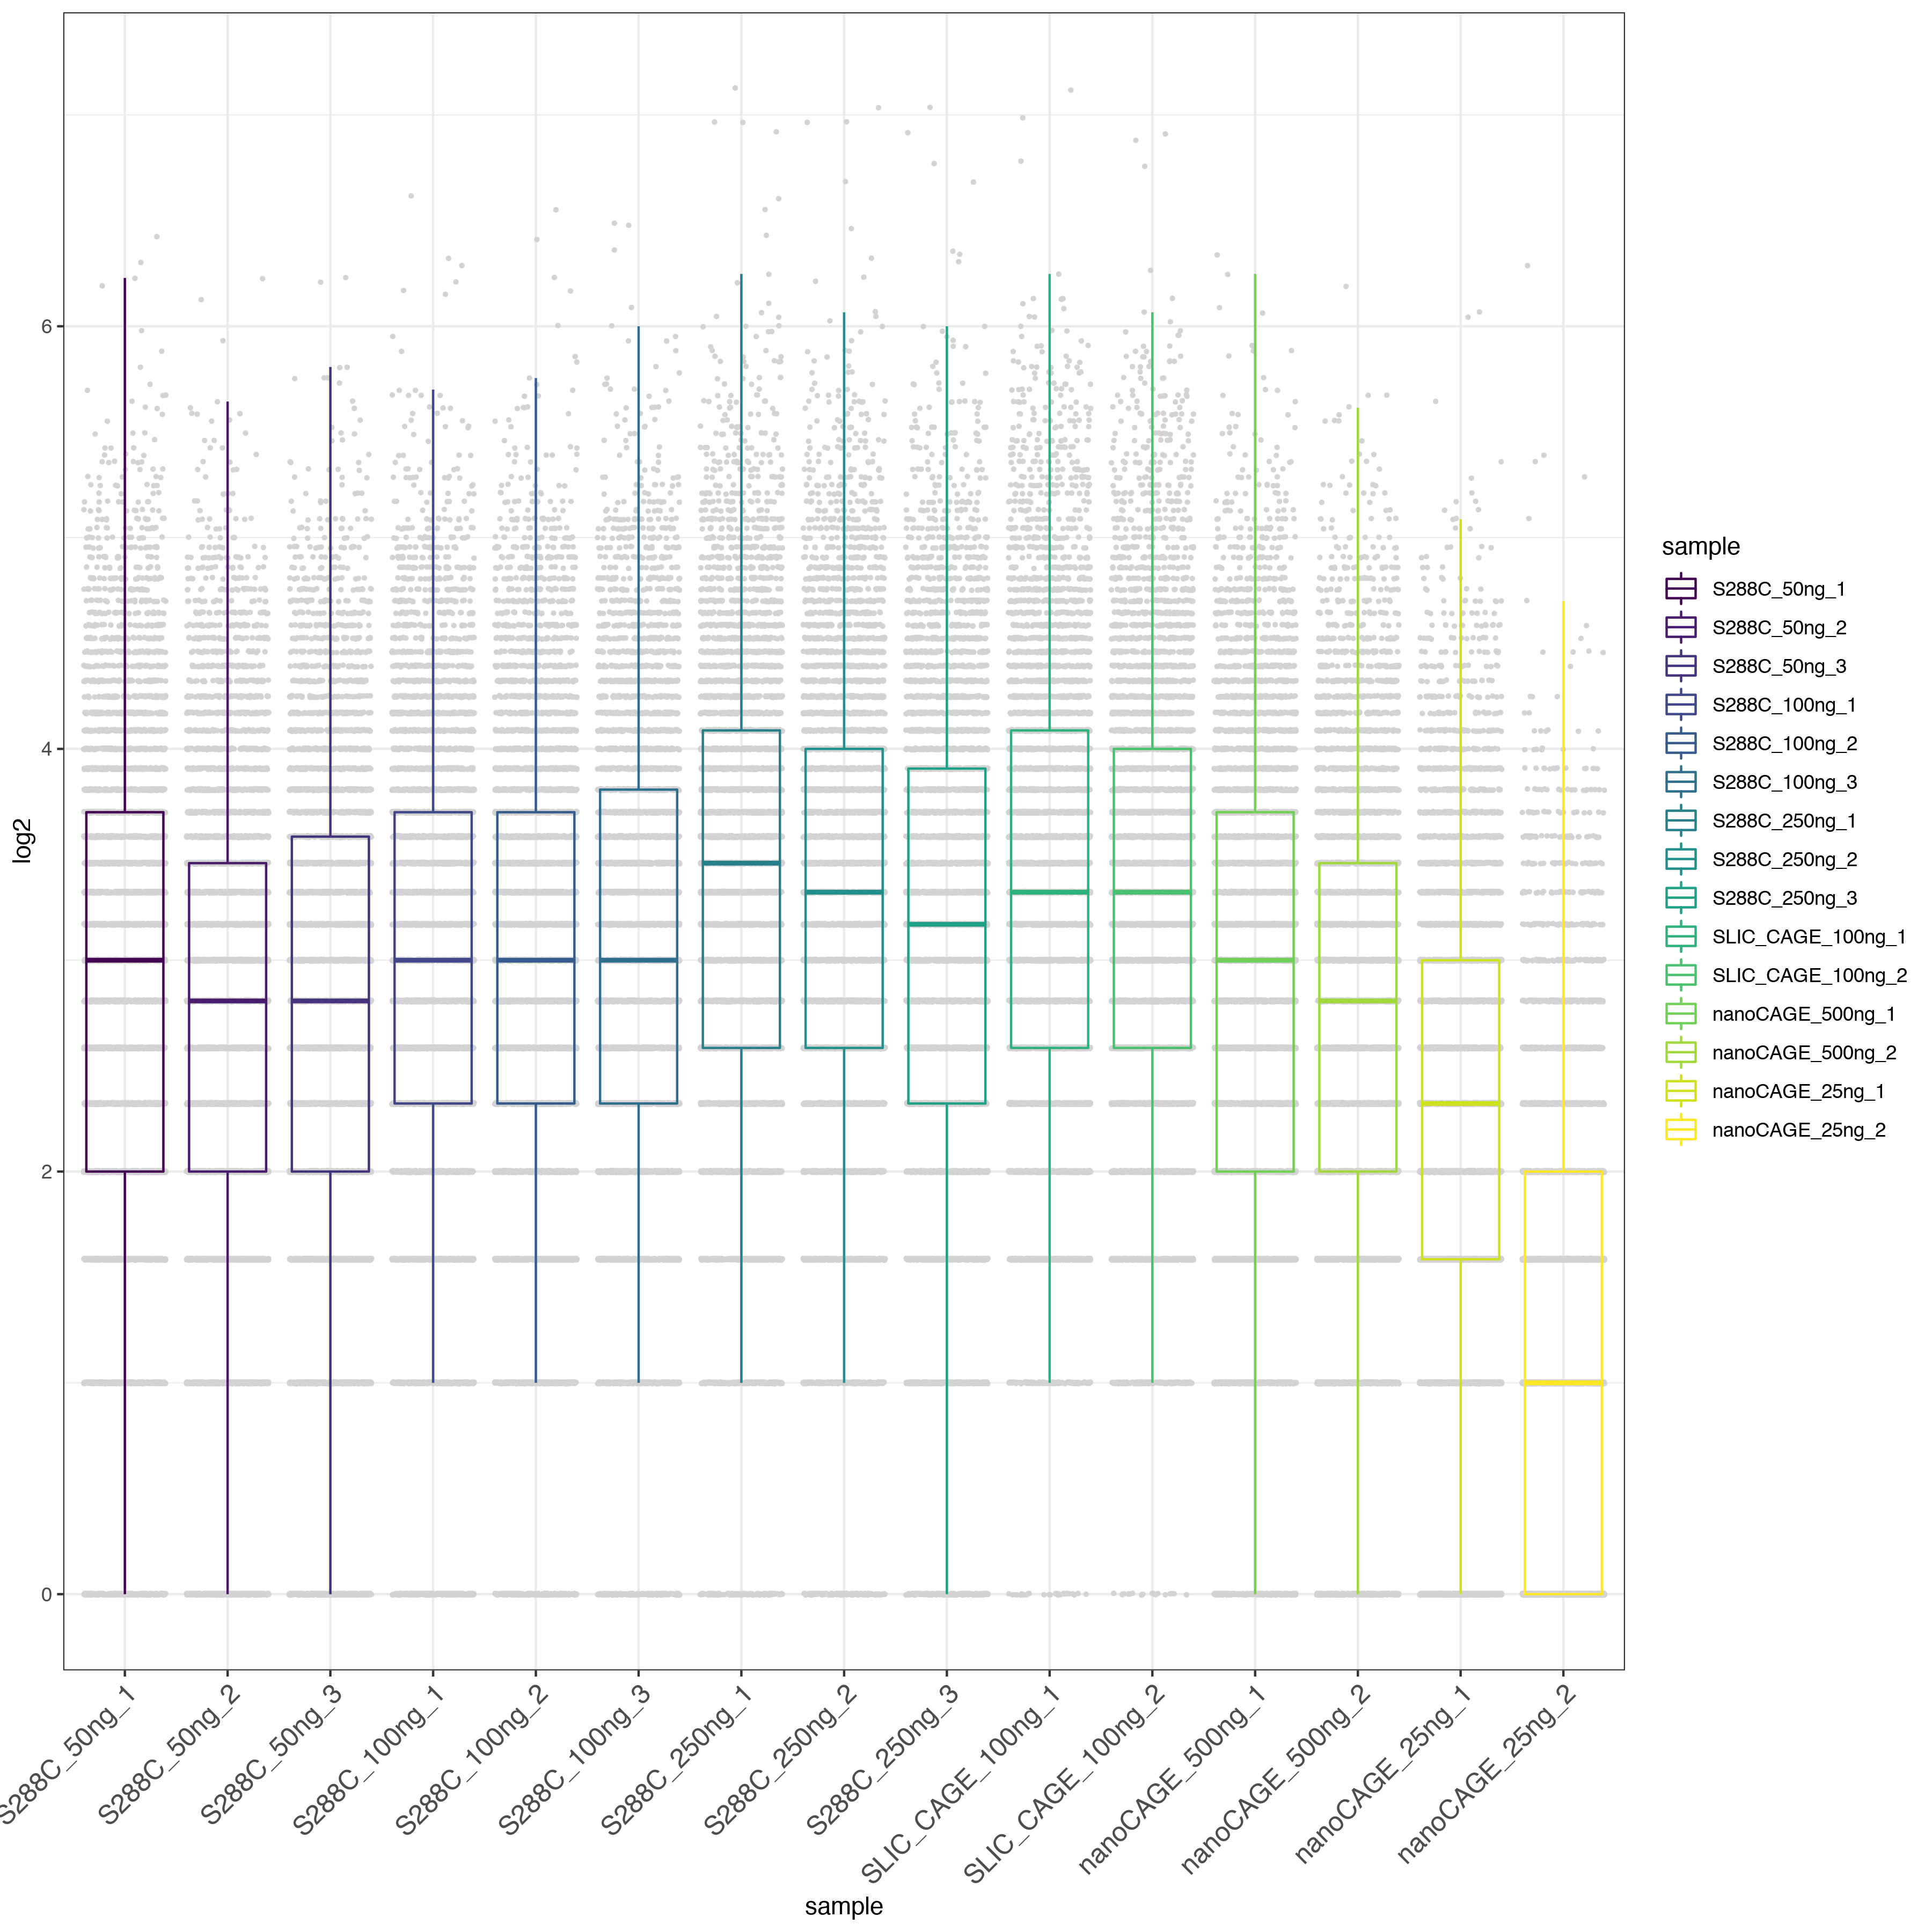 log2
6
4
2
0
S288C_50ng_1
S288C_50ng_2
S288C_50ng_3
S288C_100ng_1
S288C_100ng_2
S288C_100ng_3
S288C_250ng_1
S288C_250ng_2
S288C_250ng_3
SLIC_CAGE_100ng_1
SLIC_CAGE_100ng_2
nanoCAGE_500ng_1
nanoCAGE_500ng_2
nanoCAGE_25ng_1
nanoCAGE_25ng_2
sample
sample
S288C_50ng_1
S288C_50ng_2
S288C_50ng_3
S288C_100ng_1
S288C_100ng_2
S288C_100ng_3
S288C_250ng_1
S288C_250ng_2
S288C_250ng_3
SLIC_CAGE_100ng_1
SLIC_CAGE_100ng_2
nanoCAGE_500ng_1
nanoCAGE_500ng_2
nanoCAGE_25ng_1
nanoCAGE_25ng_2